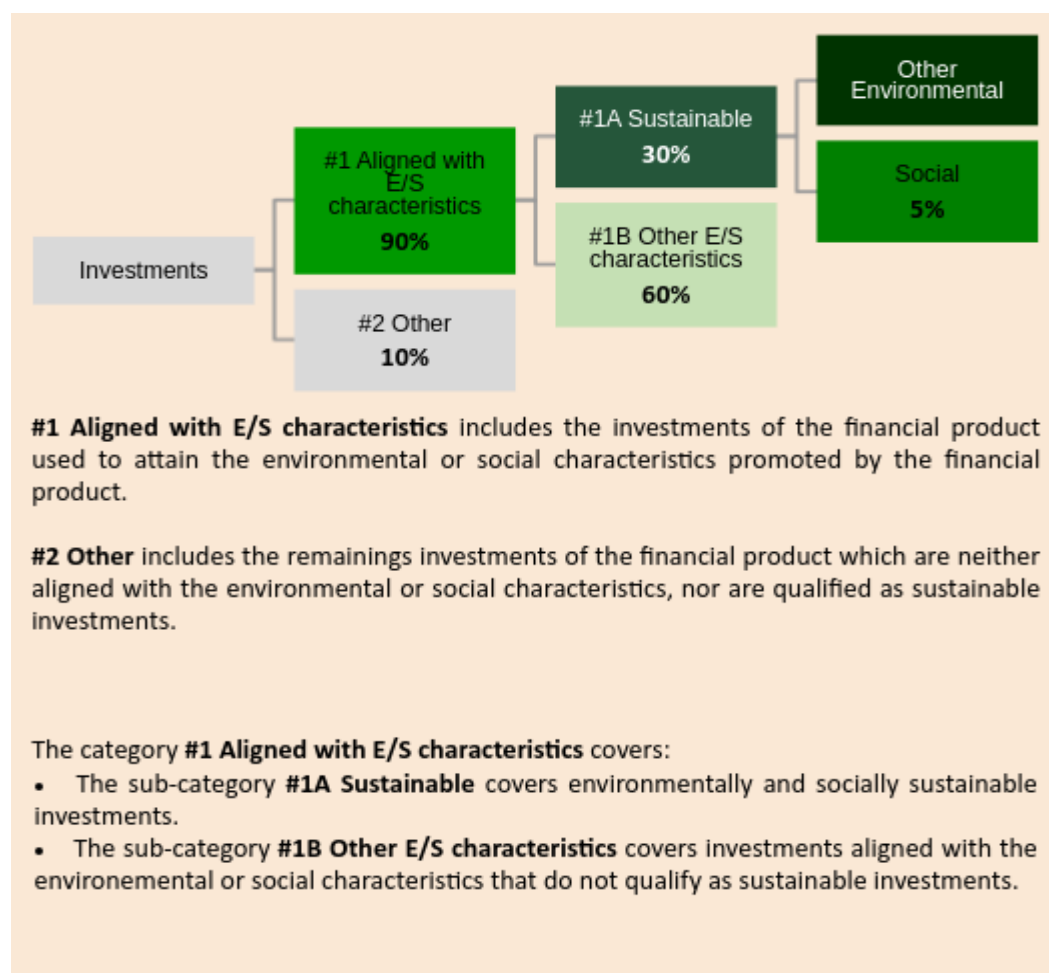 Other
Environmental
#1A Sustainable
30%
#1 Aligned with
E/S
characteristics
90%
Social
5%
#1B Other E/S
characteristics
60%
Investments
#2 Other
10%
#1 Aligned with E/S characteristics includes the investments of the financial product
used to attain the environmental or social characteristics promoted by the financial
product.
#2 Other includes the remainings investments of the financial product which are neither
aligned with the environmental or social characteristics, nor are qualified as sustainable
investments.
The category #1 Aligned with E/S characteristics covers:
• The sub-category #1A Sustainable covers environmentally and socially sustainable
investments.
• The sub-category #1B Other E/S characteristics covers investments aligned with the
environemental or social characteristics that do not qualify as sustainable investments.